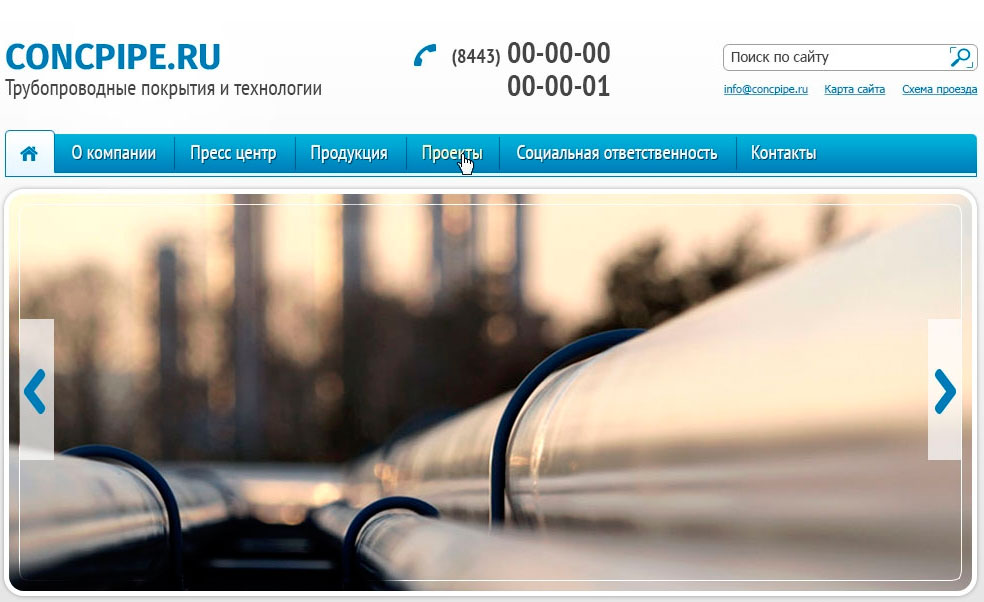 CONCPIPE.RU
Трубопроводные покрытия и технологии
(8443) 00-00-00
00-00-01
Поиск по сайту
info@concpipe.ru Карта сайта Схема проезда
О компании Пресс центр Продукция Проекты Социальная ответственность Контакты